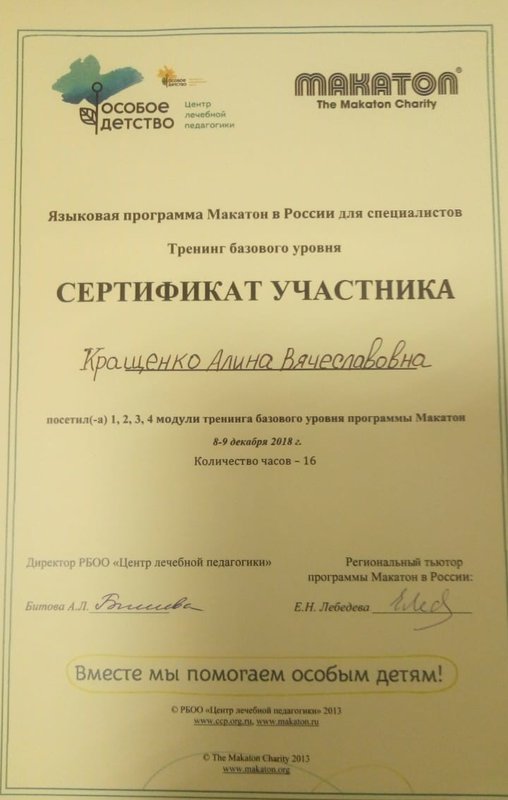 ОСОБОЕ
ДЕТСТВО
Центр
лечебной
педагогики
ОСОБОЕ
ДЕТСТВО
МАКАТОN®
The Makaton Charity
Языковая программа Макатон в России для специалистов
Тренинг базового уровня
СЕРТИФИКАТ УЧАСТНИКА
Кращенко Алина Вячеславовна
посетил(-а) 1, 2, 3, 4 модули тренинга базового уровня программы Макатон
8-9 декабря 2018 г.
Количество часов – 16
Директор РБОО «Центр лечебной педагогики»
Битова А.Л.
Региональный тьютор
программы Макатон в России:
Е.Н. Лебедева
Вместе мы помогаем особым детям!
© РБОО «Центр лечебной педагогики» 2013
www.ccp.org.ru, www.makaton.ru
© The Makaton Charity 2013
www.makaton.org